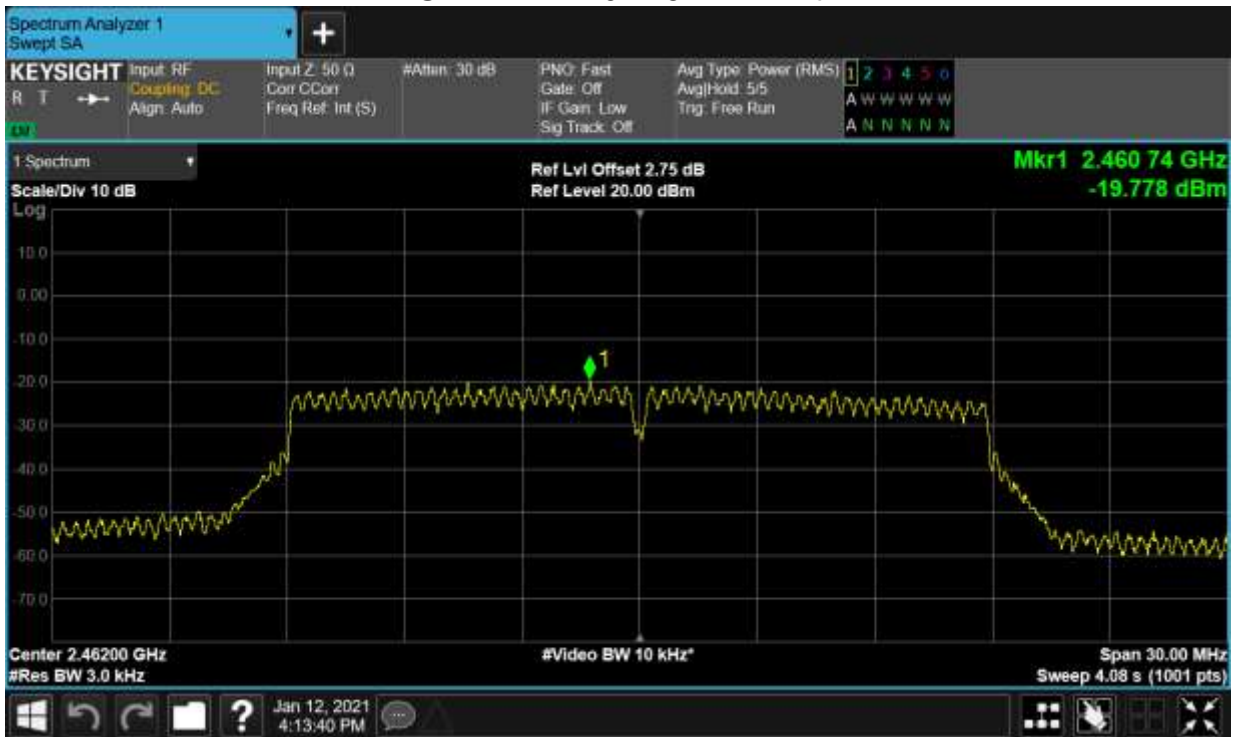 Spectrum Analyzer 1
Swept SA
+
KEYSIGHT
R T
Input: RF
Coupling: DC
Align: Auto
Input Z: 50 Ω
Corr CCorr
Freq Ref: Int (S)
#Atten: 30 dB
PNO: Fast
Gate: Off
IF Gain: Low
Sig Track: Off
Avg Type: Power (RMS)
Avg|Hold: 5/5
Trig: Free Run
1 2 3 4 5 6
A W W W W W
A N N N N N
1 Spectrum
Scale/Div 10 dB
Log
Ref Lvl Offset 2.75 dB
Ref Level 20.00 dBm
Mkr1 2.460 74 GHz
-19.778 dBm
10.0
0.00
-10.0
-20.0
-30.0
-40.0
-50.0
-60.0
-70.0
1
Center 2.46200 GHz
#Res BW 3.0 kHz
#Video BW 10 kHz*
Span 30.00 MHz
Sweep 4.08 s (1001 pts)
?
Jan 12, 2021
4:13:40 PM